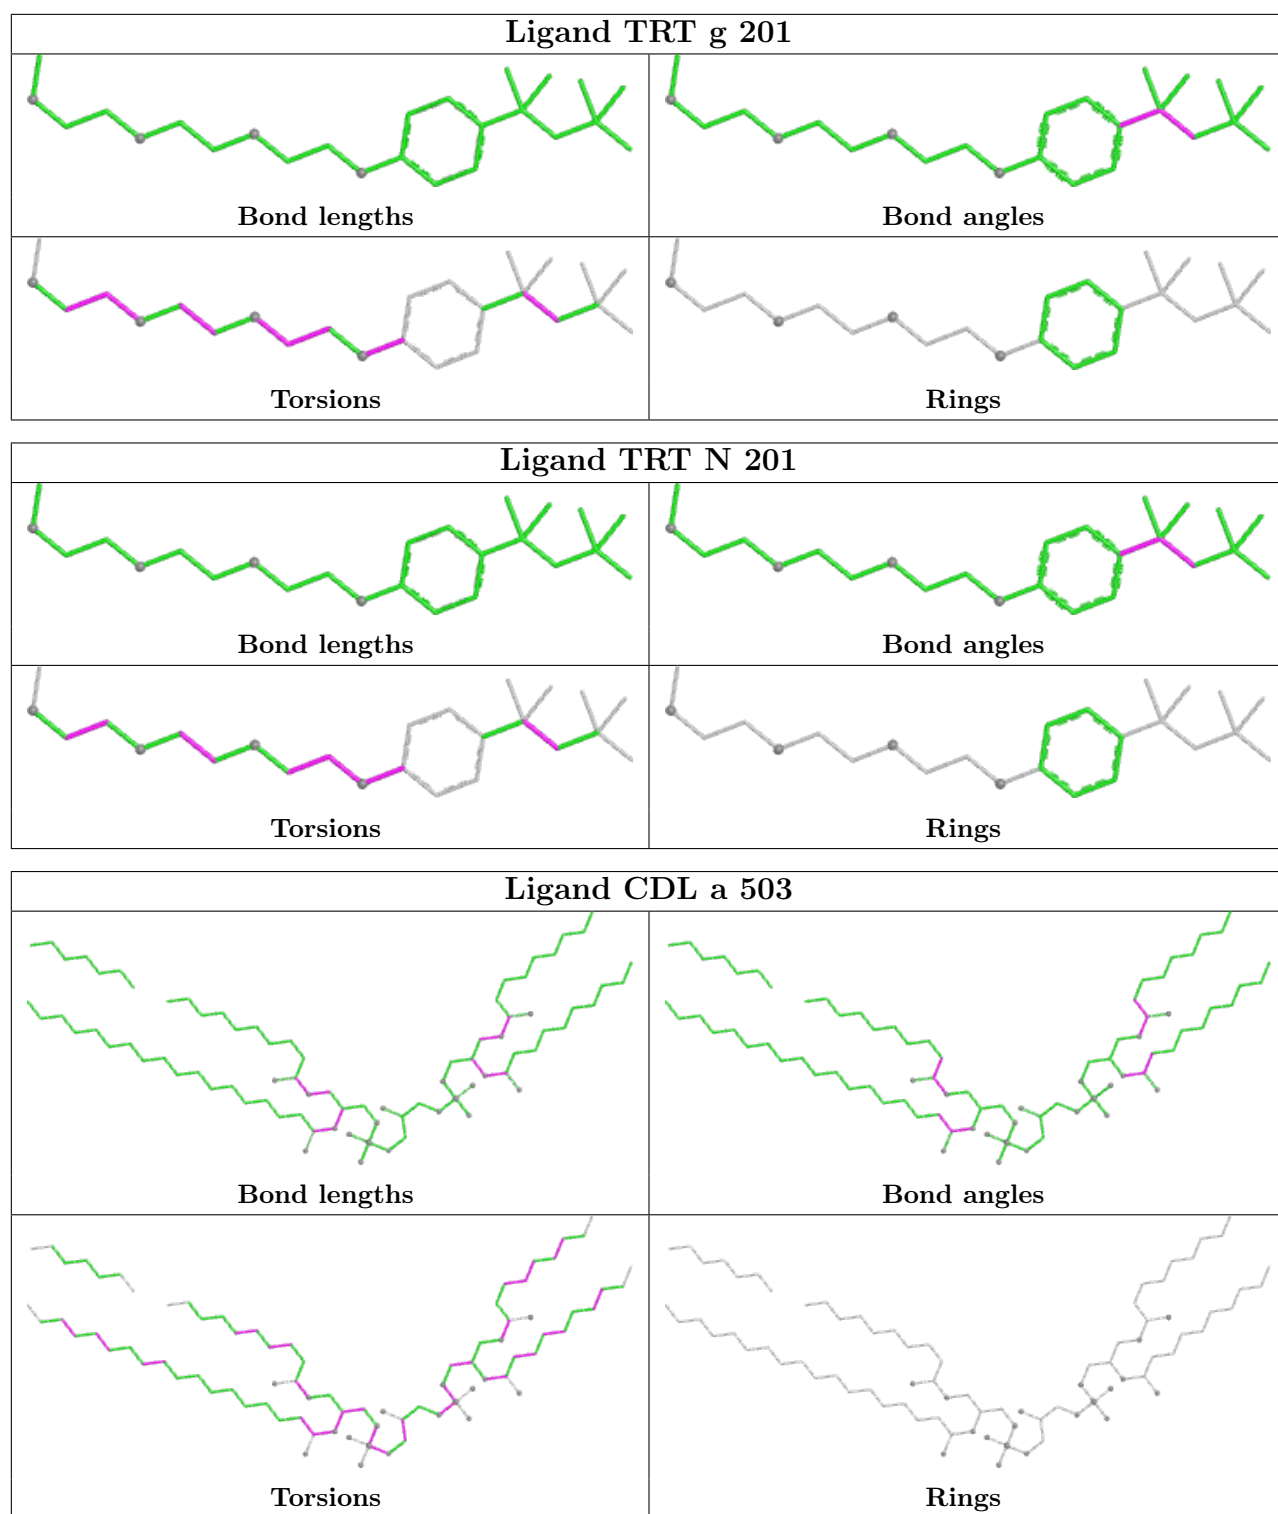 Ligand TRT g 201
Bond lengths
Bond angles
Torsions
Rings
Ligand TRT N 201
Bond lengths
Bond angles
Torsions
Rings
Ligand CDL a 503
Bond lengths
Bond angles
Torsions
Rings